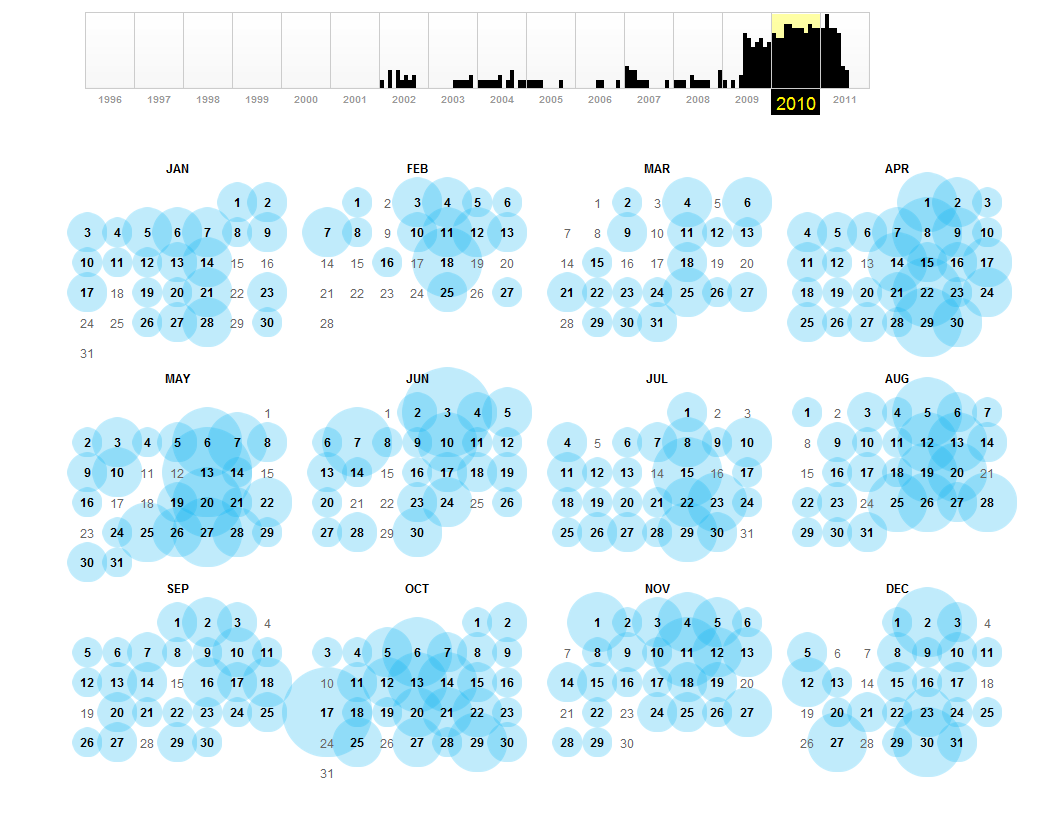 1996 1997 1998 1999 2000 2001 2002 2003 2004 2005 2006 2007 2008 2009 2010 2011
JAN
1 2
3 4 5 6 7 8 9
10 11 12 13 14 15 16
17 18 19 20 21 22 23
24 25 26 27 28 29 30
31
FEB
1 2 3 4 5 6
7 8 9 10 11 12 13
14 15 16 17 18 19 20
21 22 23 24 25 26 27
28
MAR
1 2 3 4 5 6
7 8 9 10 11 12 13
14 15 16 17 18 19 20
21 22 23 24 25 26 27
28 29 30 31
APR
1 2 3
4 5 6 7 8 9 10
11 12 13 14 15 16 17
18 19 20 21 22 23 24
25 26 27 28 29 30
MAY
1
2 3 4 5 6 7 8
9 10 11 12 13 14 15
16 17 18 19 20 21 22
23 24 25 26 27 28 29
30 31
JUN
1 2 3 4 5
6 7 8 9 10 11 12
13 14 15 16 17 18 19
20 21 22 23 24 25 26
27 28 29 30
JUL
1 2 3
4 5 6 7 8 9 10
11 12 13 14 15 16 17
18 19 20 21 22 23 24
25 26 27 28 29 30 31
AUG
1 2 3 4 5 6 7
8 9 10 11 12 13 14
15 16 17 18 19 20 21
22 23 24 25 26 27 28
29 30 31
SEP
1 2 3 4
5 6 7 8 9 10 11
12 13 14 15 16 17 18
19 20 21 22 23 24 25
26 27 28 29 30
OCT
1 2
3 4 5 6 7 8 9
10 11 12 13 14 15 16
17 18 19 20 21 22 23
24 25 26 27 28 29 30
31
NOV
1 2 3 4 5 6
7 8 9 10 11 12 13
14 15 16 17 18 19 20
21 22 23 24 25 26 27
28 29 30
DEC
1 2 3 4
5 6 7 8 9 10 11
12 13 14 15 16 17 18
19 20 21 22 23 24 25
26 27 28 29 30 31